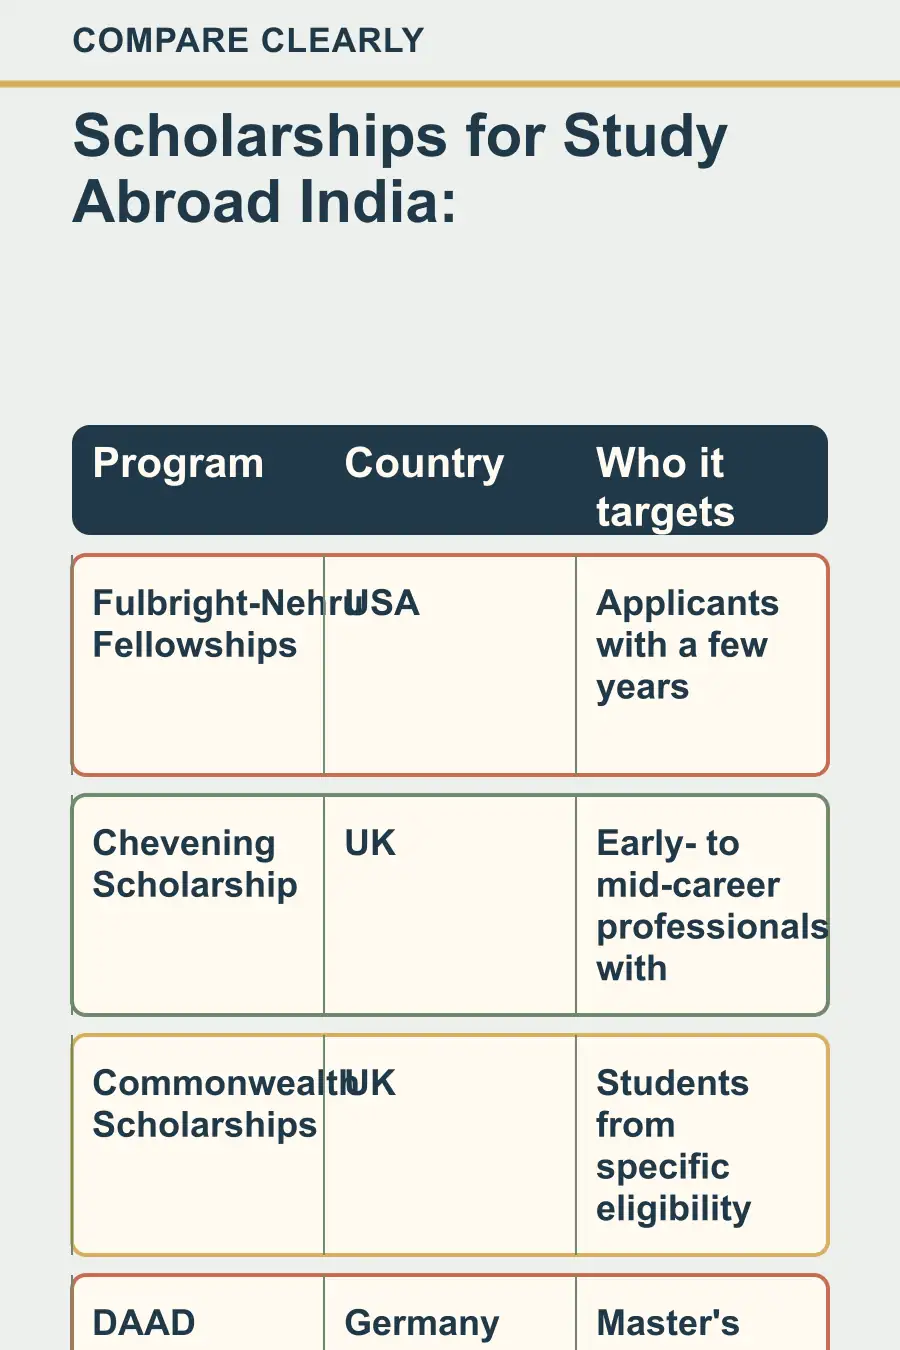 COMPARE CLEARLY
Scholarships for Study
Abroad India:
Program Country Who it
targets
Fulbright-Nehru USA Applicants
Fellowships with a few
years
Chevening UK Early- to
Scholarship mid-career
professionals
with
Commonwealth UK Students
Scholarships from
specific
eligibility
DAAD Germany Master's